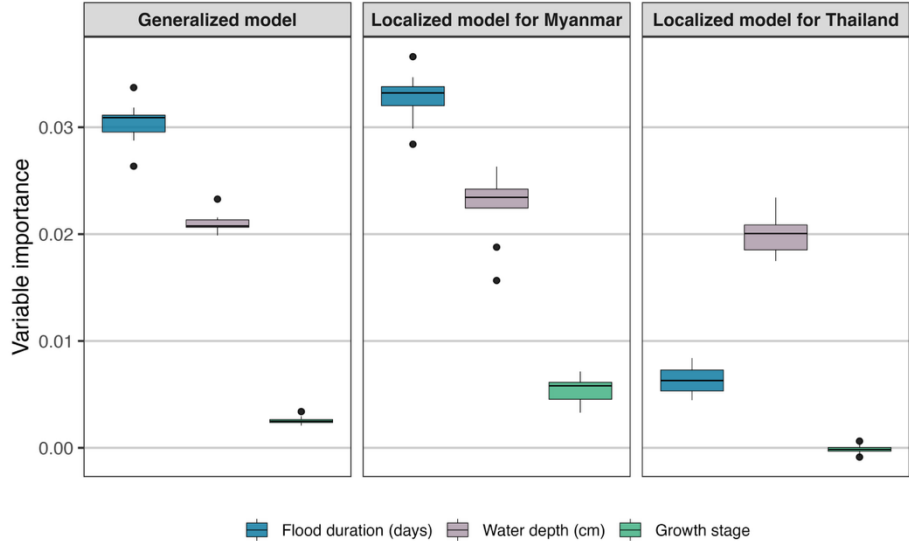 Generalized model
Localized model for Myanmar
Localized model for Thailand
Variable importance
0.03
0.02
0.01
0.00
Flood duration (days)
Water depth (cm)
Growth stage